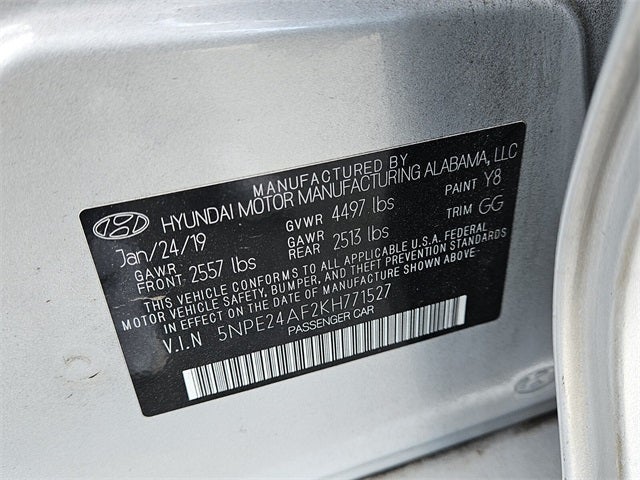 MANUFACTURED BY
HYUNDAI MOTOR MANUFACTURING ALABAMA, LLC
Jan/24/19 GVWR 4497 lbs PAINT Y8
GAWR FRONT 2557 lbs GAWR REAR 2513 lbs TRIM GG
THIS VEHICLE CONFORMS TO ALL APPLICABLE U.S.A. FEDERAL
MOTOR VEHICLE SAFETY, BUMPER, AND THEFT PREVENTION STANDARDS
IN EFFECT ON THE DATE OF MANUFACTURE SHOWN ABOVE.
V.I.N 5NPE24AF2KH771527
PASSENGER CAR